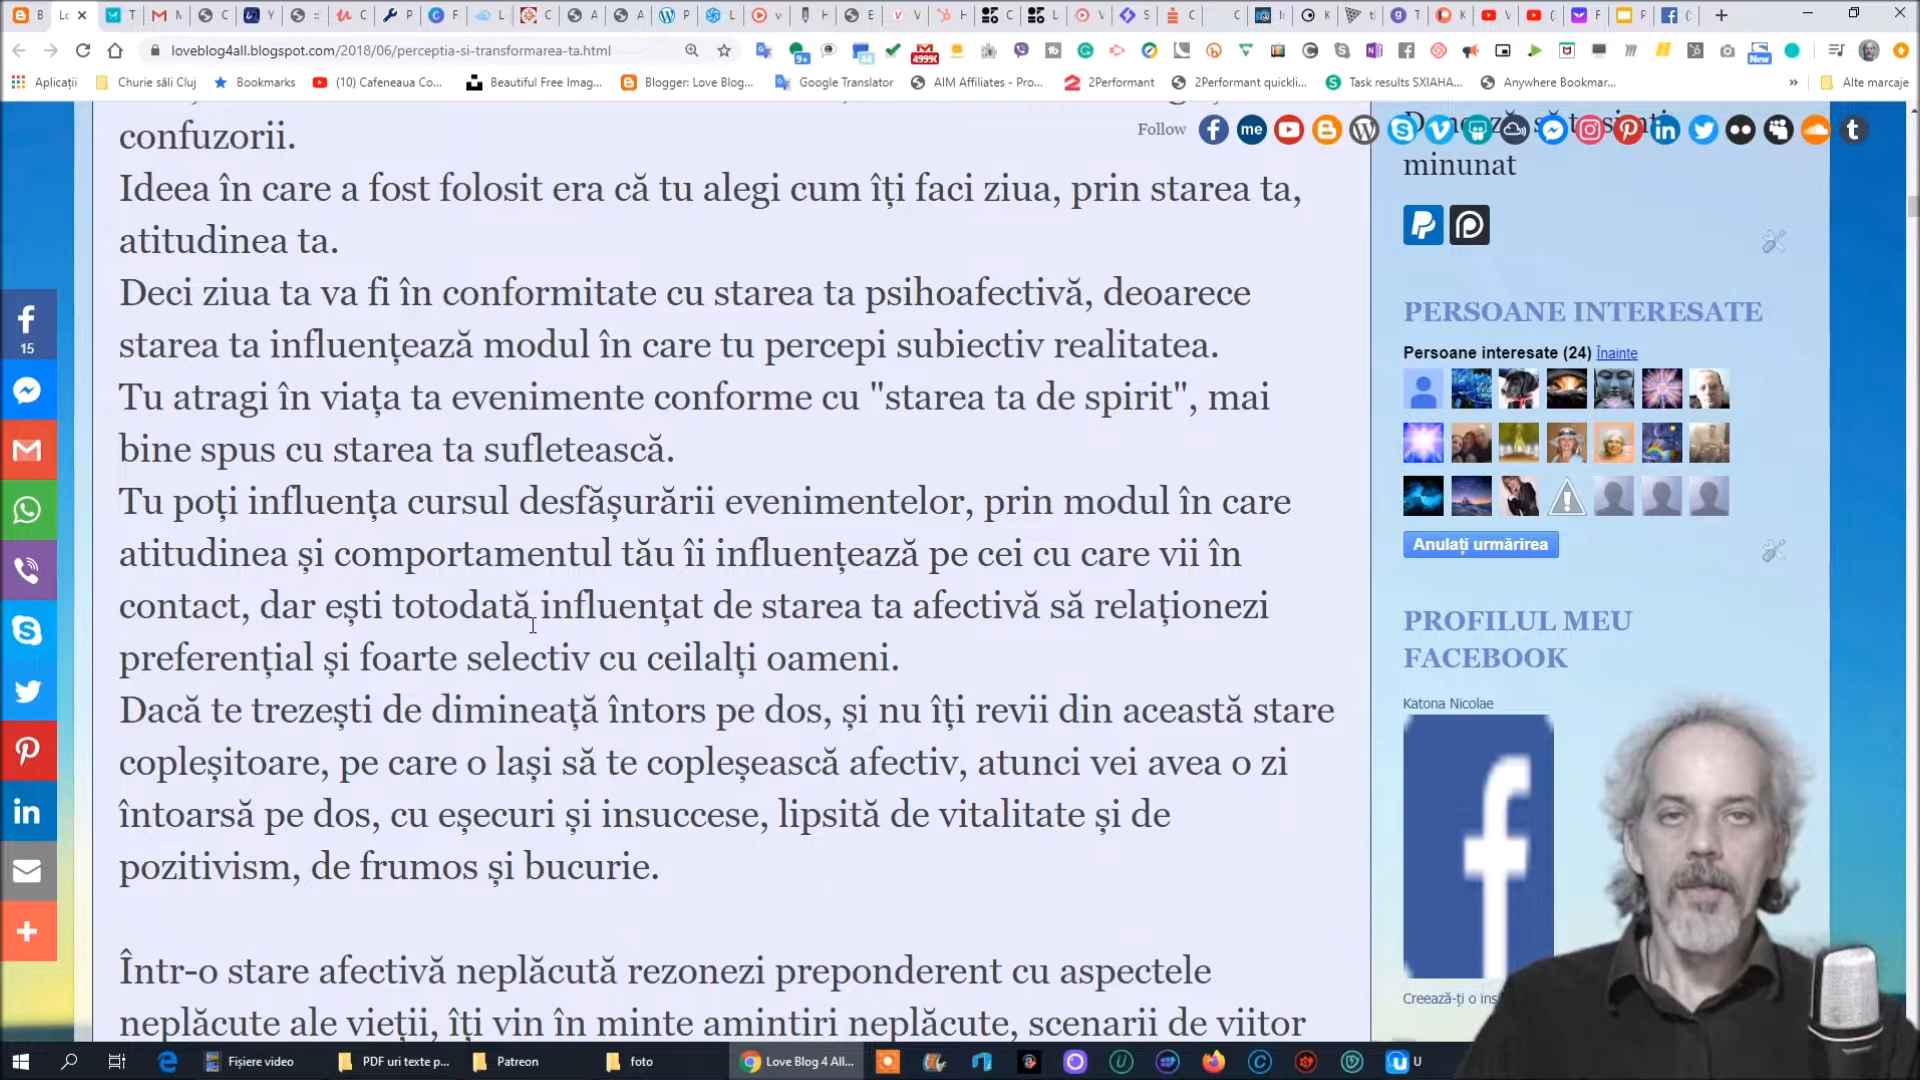 loveblog4all.blogspot.com/2018/06/perceptia-si-transformarea-ta.html
Aplicații
Churie săli Cluj
Bookmarks
(10) Cafeneaua Co...
Beautiful Free Imag...
Blogger: Love Blog...
Google Translator
AIM Affiliates - Pro...
2Performant
2Performant quickli...
Task results SXIAHA...
Anywhere Bookmar...
»
Alte marcaje
confuzorii.
Ideea în care a fost folosit era că tu alegi cum îți faci ziua, prin starea ta,
atitudinea ta.
Deci ziua ta va fi în conformitate cu starea ta psihoafectivă, deoarece
starea ta influențează modul în care tu percepi subiectiv realitatea.
Tu atragi în viața ta evenimente conforme cu "starea ta de spirit", mai
bine spus cu starea ta sufletească.
Tu poți influența cursul desfășurării evenimentelor, prin modul în care
atitudinea și comportamentul tău îi influențează pe cei cu care vii în
contact, dar ești totodată influențat de starea ta afectivă să relaționezi
preferențial și foarte selectiv cu ceilalți oameni.
Dacă te trezești de dimineață întors pe dos, și nu îți revii din această stare
copleșitoare, pe care o lași să te copleșească afectiv, atunci vei avea o zi
întoarsă pe dos, cu eșecuri și insuccese, lipsită de vitalitate și de
pozitivism, de frumos și bucurie.
Într-o stare afectivă neplăcută rezonezi preponderent cu aspectele
neplăcute ale vieții, îți vin în minte amintiri neplăcute, scenarii de viitor
Follow
me
minunat
PERSOANE INTERESATE
Persoane interesate (24) Înainte
Anulați urmărirea
PROFILUL MEU
FACEBOOK
Katona Nicolae
Creează-ți o ins
15
Fișiere video
PDF uri texte p...
Patreon
foto
Love Blog 4 All...
U